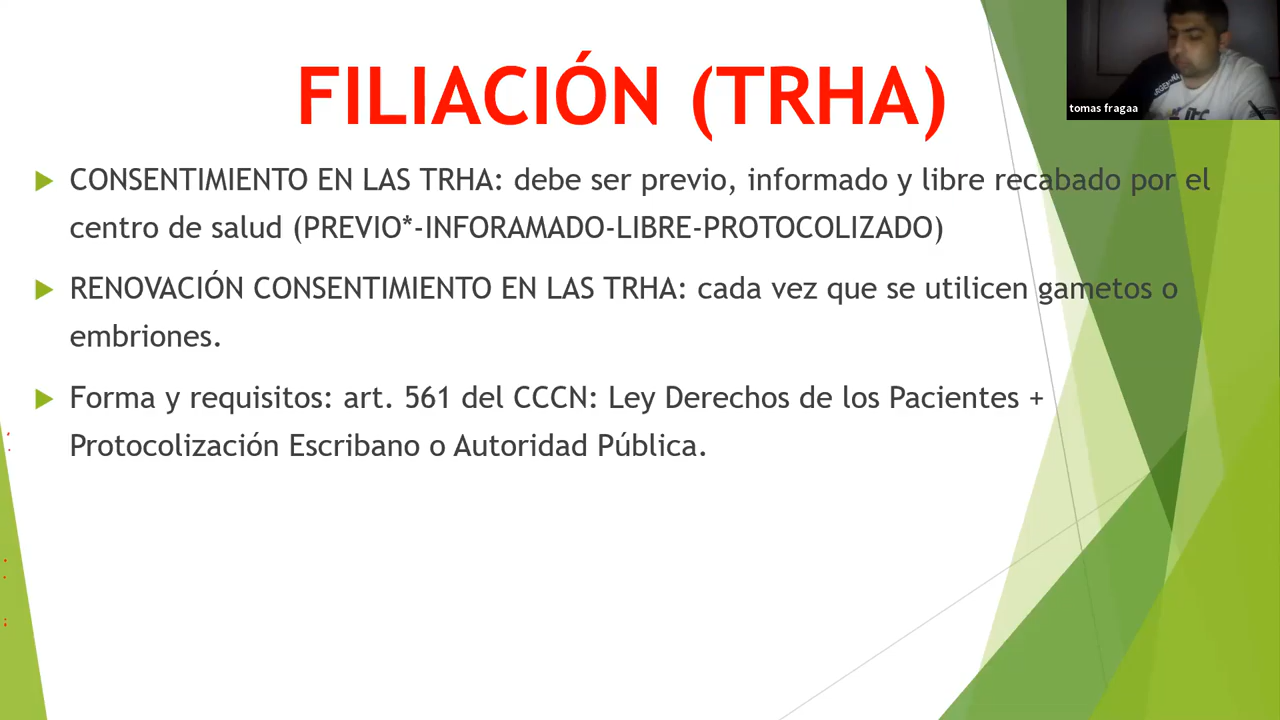 FILIACIÓN (TRHA)
tomas fragaa
CONSENTIMIENTO EN LAS TRHA: debe ser previo, informado y libre recabado por el
centro de salud (PREVIO*-INFORAMADO-LIBRE-PROTOCOLIZADO)
RENOVACIÓN CONSENTIMIENTO EN LAS TRHA: cada vez que se utilicen gametos o
embriones.
Forma y requisitos: art. 561 del CCCN: Ley Derechos de los Pacientes +
Protocolización Escribano o Autoridad Pública.